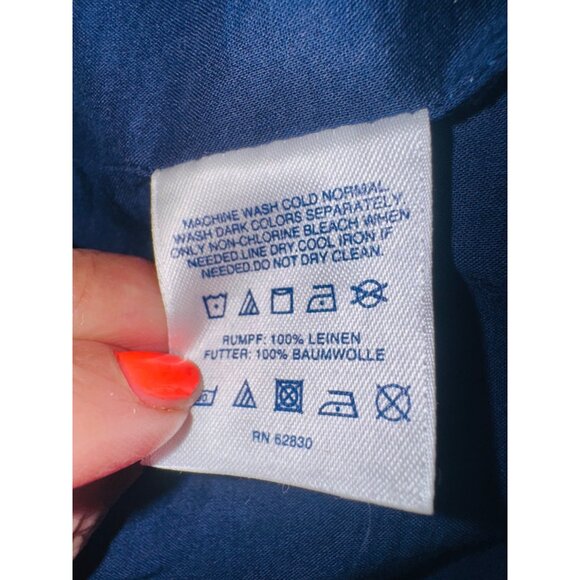 MACHINE WASH COLD NORMAL.
WASH DARK COLORS SEPARATELY.
ONLY NON-CHLORINE BLEACH WHEN
NEEDED.LINE DRY.COOL IRON IF
NEEDED.DO NOT DRY CLEAN.
RUMPF: 100% LEINEN
FUTTER: 100% BAUMWOLLE
RN 62830